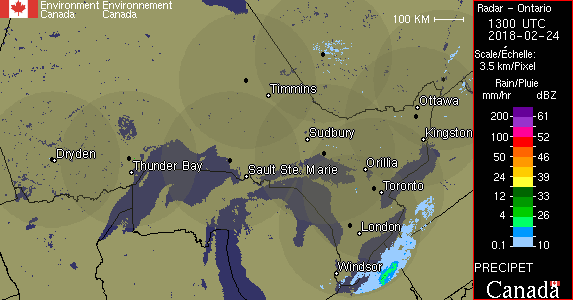 Environment Environnement
Canada Canada
100 KM
Timmins
Ottawa
Sudbury
Kingston
Dryden
Thunder Bay
Sault Ste. Marie
Orillia
Toronto
London
Windsor
Radar - Ontario
1300 UTC
2018-02-24
Scale/Échelle:
3.5 km/Pixel
Rain/Pluie
mm/hr dBZ
200 61
100 52
50 46
24 39
12 33
4 26
0.1 10
PRECIPET
Canada